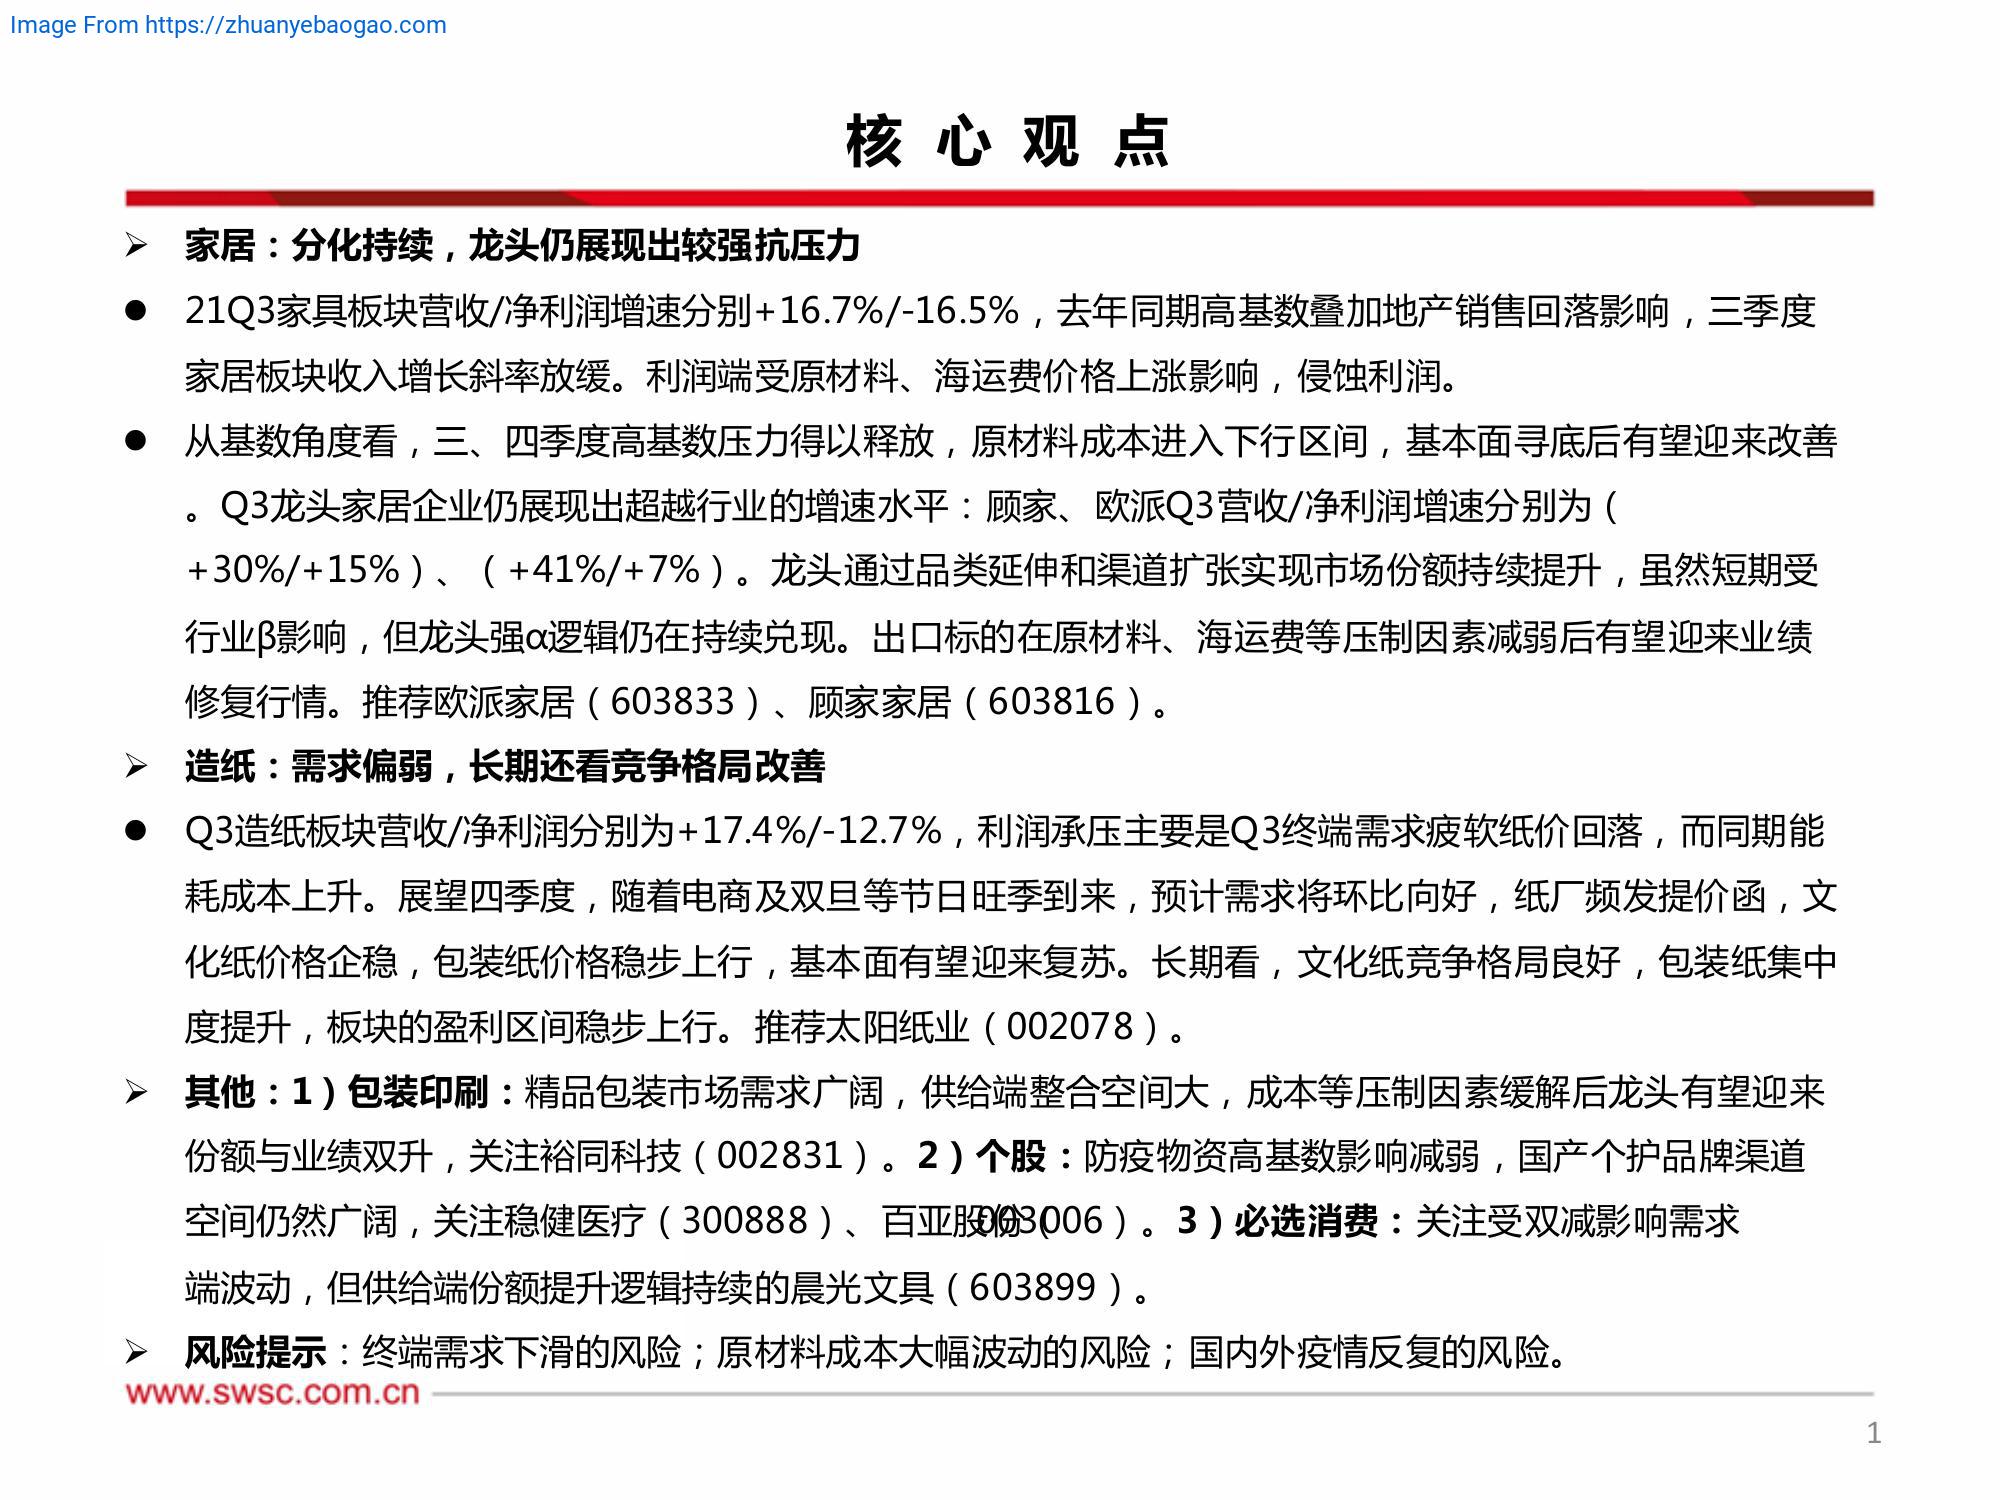 Image From https://zhuanyebaogao.com
核 心 观 点
➢ 家居：分化持续，龙头仍展现出较强抗压力
● 21Q3家具板块营收/净利润增速分别+16.7%/-16.5%，去年同期高基数叠加地产销售回落影响，三季度
家居板块收入增长斜率放缓。利润端受原材料、海运费价格上涨影响，侵蚀利润。
● 从基数角度看，三、四季度高基数压力得以释放，原材料成本进入下行区间，基本面寻底后有望迎来改善
。Q3龙头家居企业仍展现出超越行业的增速水平：顾家、欧派Q3营收/净利润增速分别为（
+30%/+15%）、（+41%/+7%）。龙头通过品类延伸和渠道扩张实现市场份额持续提升，虽然短期受
行业β影响，但龙头强α逻辑仍在持续兑现。出口标的在原材料、海运费等压制因素减弱后有望迎来业绩
修复行情。推荐欧派家居（603833）、顾家家居（603816）。
➢ 造纸：需求偏弱，长期还看竞争格局改善
● Q3造纸板块营收/净利润分别为+17.4%/-12.7%，利润承压主要是Q3终端需求疲软纸价回落，而同期能
耗成本上升。展望四季度，随着电商及双旦等节日旺季到来，预计需求将环比向好，纸厂频发提价函，文
化纸价格企稳，包装纸价格稳步上行，基本面有望迎来复苏。长期看，文化纸竞争格局良好，包装纸集中
度提升，板块的盈利区间稳步上行。推荐太阳纸业（002078）。
➢ 其他：1）包装印刷：精品包装市场需求广阔，供给端整合空间大，成本等压制因素缓解后龙头有望迎来
份额与业绩双升，关注裕同科技（002831）。2）个股：防疫物资高基数影响减弱，国产个护品牌渠道
空间仍然广阔，关注稳健医疗（300888）、百亚股份（003006）。3）必选消费：关注受双减影响需求
端波动，但供给端份额提升逻辑持续的晨光文具（603899）。
➢ 风险提示：终端需求下滑的风险；原材料成本大幅波动的风险；国内外疫情反复的风险。
www.swsc.com.cn
1